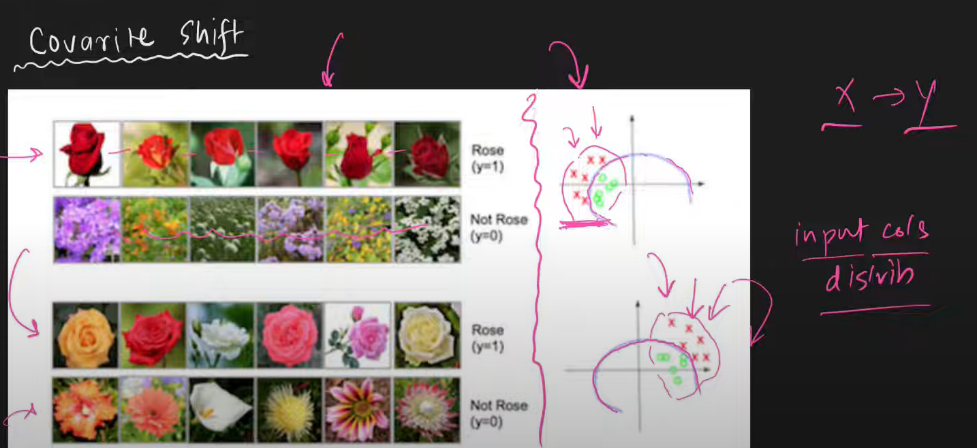 Covarite Shift
X → Y
Rose
(y=1)
Not Rose
(y=0)
input cols
distrib
Rose
(y=1)
Not Rose
(y=0)